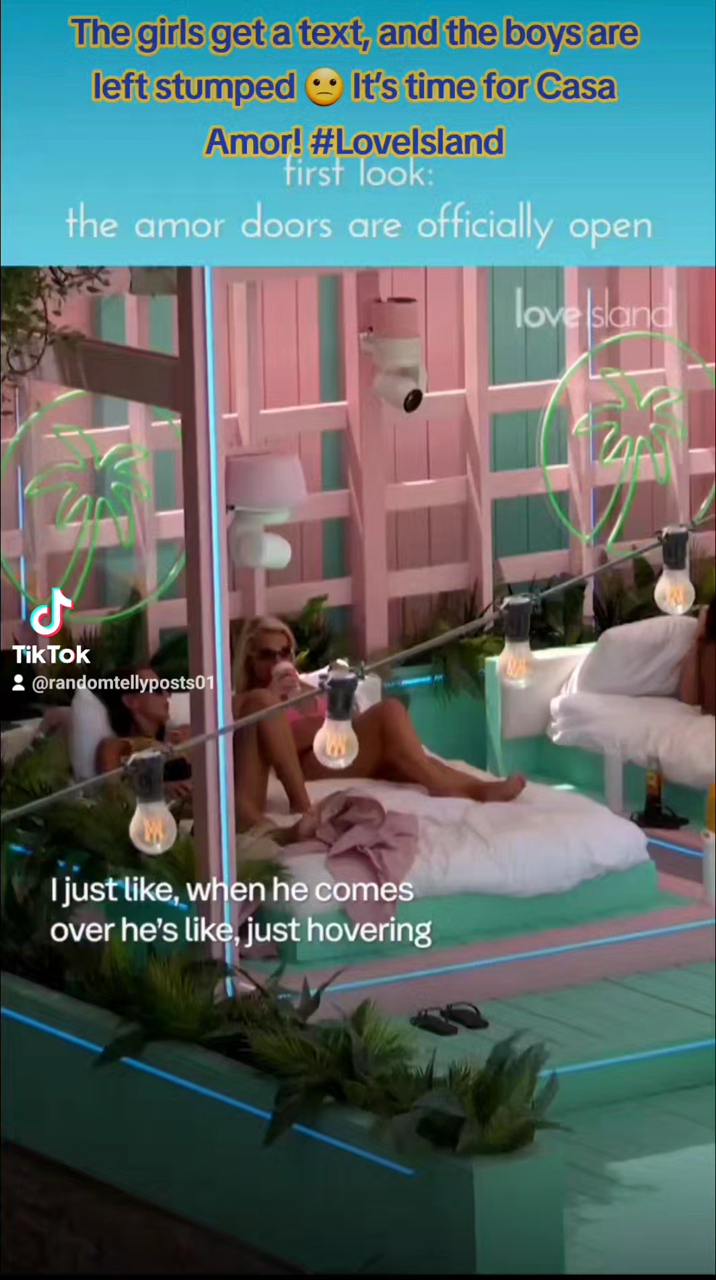 The girls get a text, and the boys are
left stumped 😕 It's time for Casa
Amor! #LoveIsland
first look:
the amor doors are officially open
love island
TikTok
@randomtellyposts01
I just like, when he comes
over he's like, just hovering